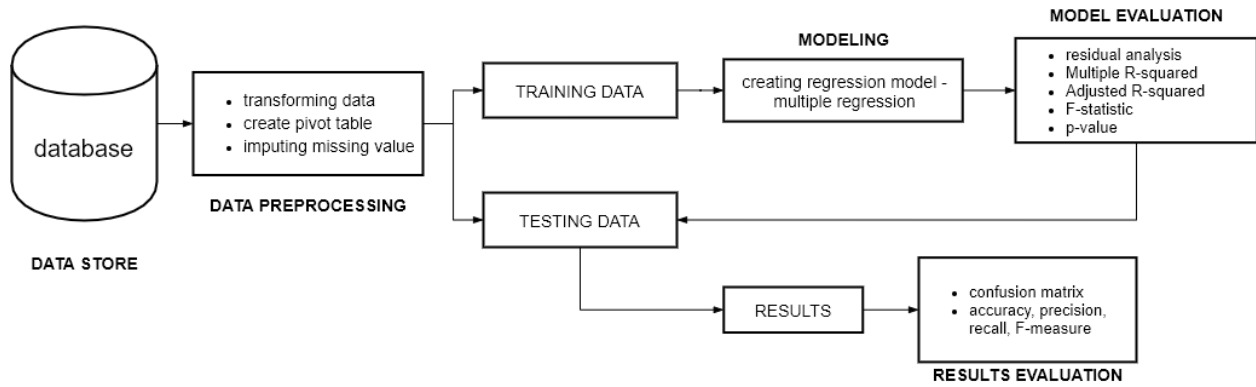 database
DATA STORE
• transforming data
• create pivot table
• imputing missing value
DATA PREPROCESSING
TRAINING DATA
TESTING DATA
MODELING
creating regression model -
multiple regression
MODEL EVALUATION
• residual analysis
• Multiple R-squared
• Adjusted R-squared
• F-statistic
• p-value
RESULTS
• confusion matrix
• accuracy, precision,
recall, F-measure
RESULTS EVALUATION